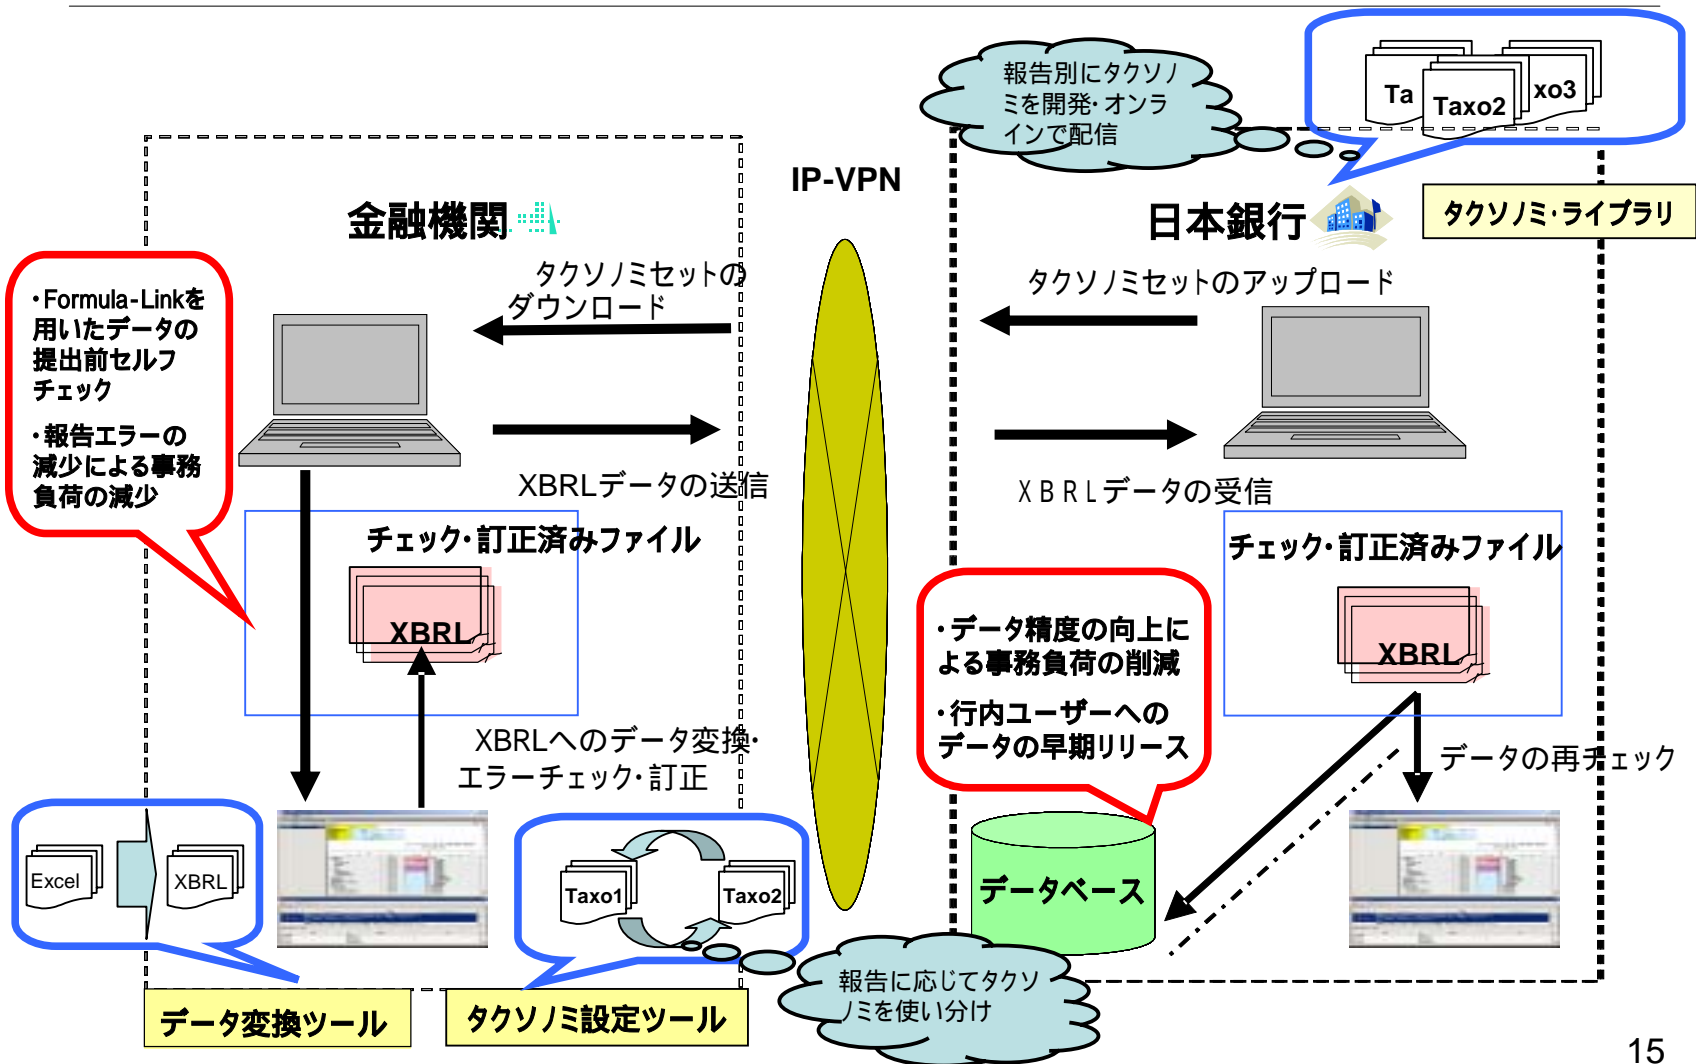 報告別にタクソノ
ミを開発・オンラ
インで配信
Ta
Taxo2
xo3
IP-VPN
金融機関
日本銀行
タクソノミ・ライブラリ
・Formula-Linkを
用いたデータの
提出前セルフ
チェック
・報告エラーの
減少による事務
負荷の減少
タクソノミセットの
ダウンロード
タクソノミセットのアップロード
XBRLデータの送信
ＸＢＲＬデータの受信
チェック・訂正済みファイル
XBRL
チェック・訂正済みファイル
XBRL
・データ精度の向上に
よる事務負荷の削減
・行内ユーザーへの
データの早期リリース
XBRLへのデータ変換・
エラーチェック・訂正
データの再チェック
Excel
XBRL
Taxo1
Taxo2
データベース
報告に応じてタクソ
ノミを使い分け
データ変換ツール
タクソノミ設定ツール
15